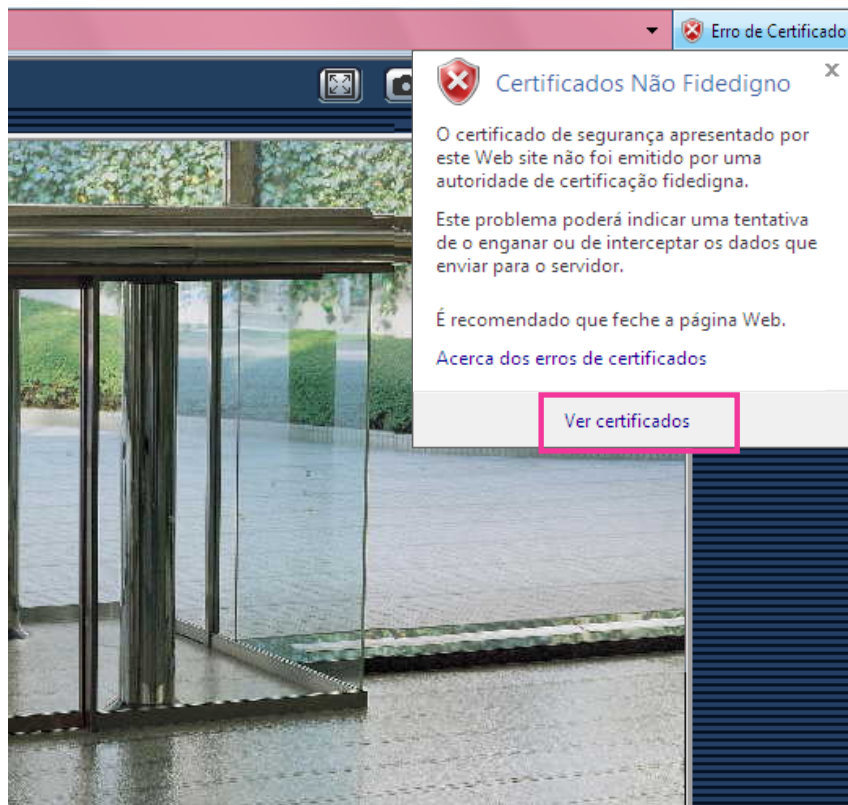 Erro de Certificado
Certificados Não Fidedigno
O certificado de segurança apresentado por
este Web site não foi emitido por uma
autoridade de certificação fidedigna.
Este problema poderá indicar uma tentativa
de o enganar ou de interceptar os dados que
enviar para o servidor.
É recomendado que feche a página Web.
Acerca dos erros de certificados
Ver certificados